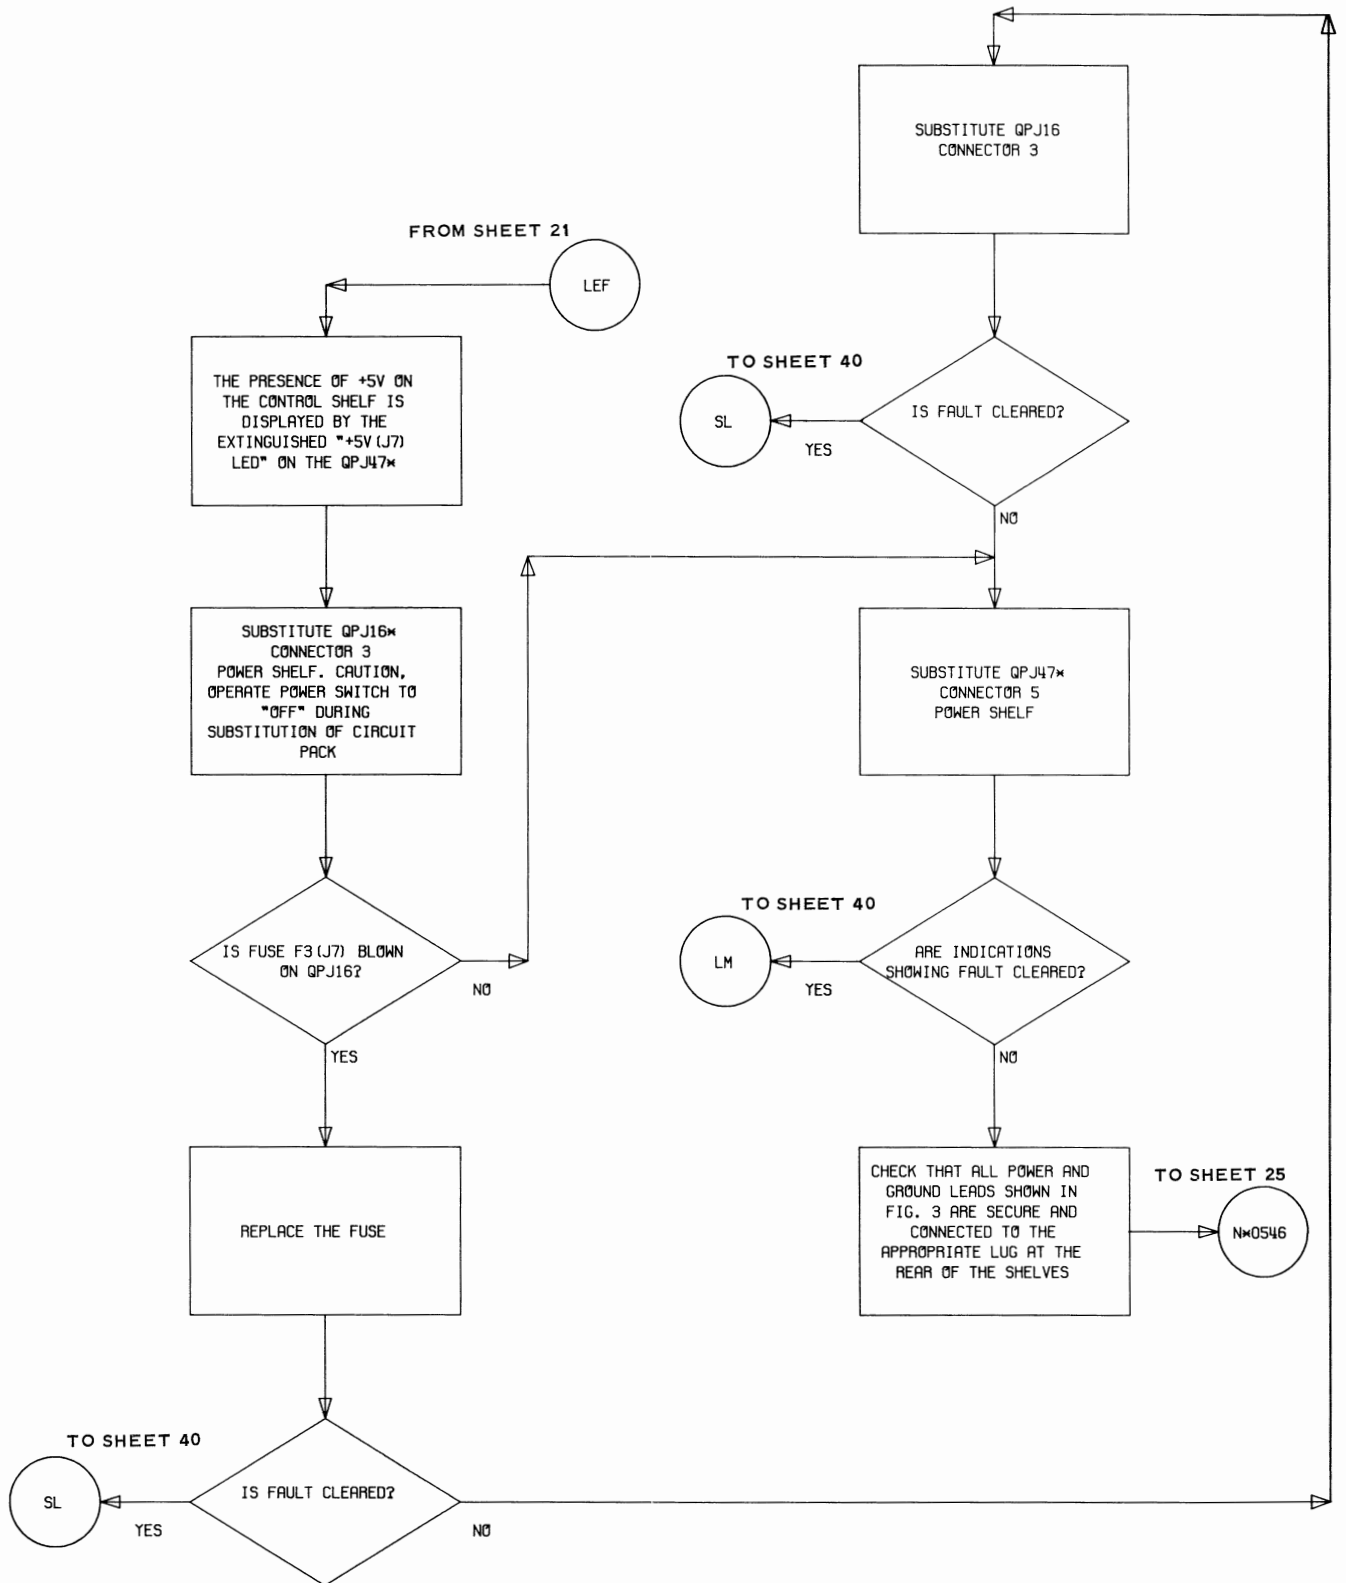 FROM SHEET 21
LEF
THE PRESENCE OF +5V ON
THE CONTROL SHELF IS
DISPLAYED BY THE
EXTINGUISHED "+5V(J7)
LED" ON THE QPJ47*
SUBSTITUTE QPJ16*
CONNECTOR 3
POWER SHELF. CAUTION,
OPERATE POWER SWITCH TO
"OFF" DURING
SUBSTITUTION OF CIRCUIT
PACK
IS FUSE F3(J7) BLOWN
ON QPJ16?
NO
YES
REPLACE THE FUSE
TO SHEET 40
SL
IS FAULT CLEARED?
YES
NO
SUBSTITUTE QPJ16
CONNECTOR 3
TO SHEET 40
SL
IS FAULT CLEARED?
YES
NO
SUBSTITUTE QPJ47*
CONNECTOR 5
POWER SHELF
TO SHEET 40
LM
ARE INDICATIONS
SHOWING FAULT CLEARED?
YES
NO
CHECK THAT ALL POWER AND
GROUND LEADS SHOWN IN
FIG. 3 ARE SECURE AND
CONNECTED TO THE
APPROPRIATE LUG AT THE
REAR OF THE SHELVES
TO SHEET 25
N*0546